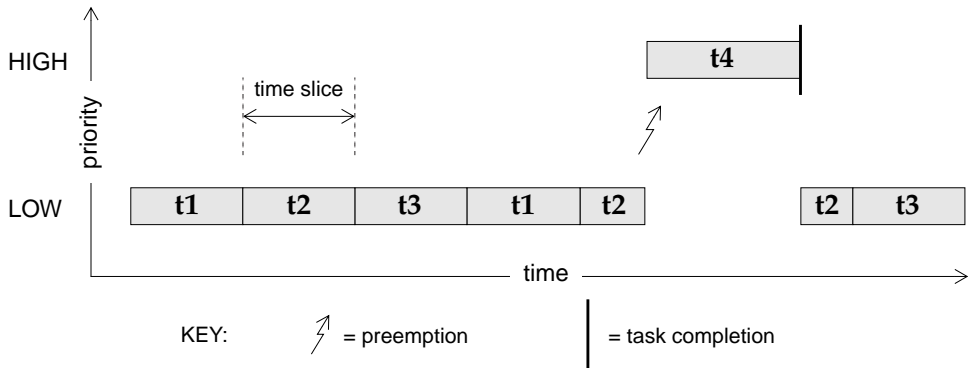 HIGH
t4
time slice
priority
LOW
t1 t2 t3 t1 t2 t2 t3
time
KEY: = preemption = task completion